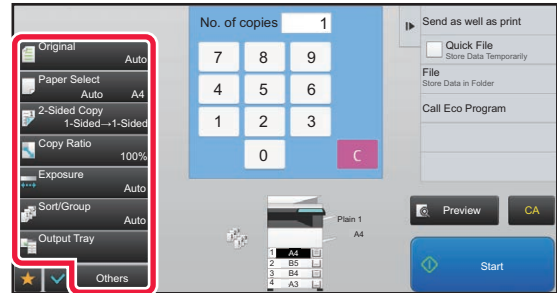 No. of copies 1
Original
Auto
Paper Select
Auto A4
2-Sided Copy
1-Sided→1-Sided
Copy Ratio
100%
Exposure
Auto
Sort/Group
Auto
Output Tray
Others
7 8 9
4 5 6
1 2 3
0 C
Plain 1
A4
1 A4
2 B5
3 B4
4 A3
Send as well as print
Quick File
Store Data Temporarily
File
Store Data in Folder
Call Eco Program
Preview
CA
Start